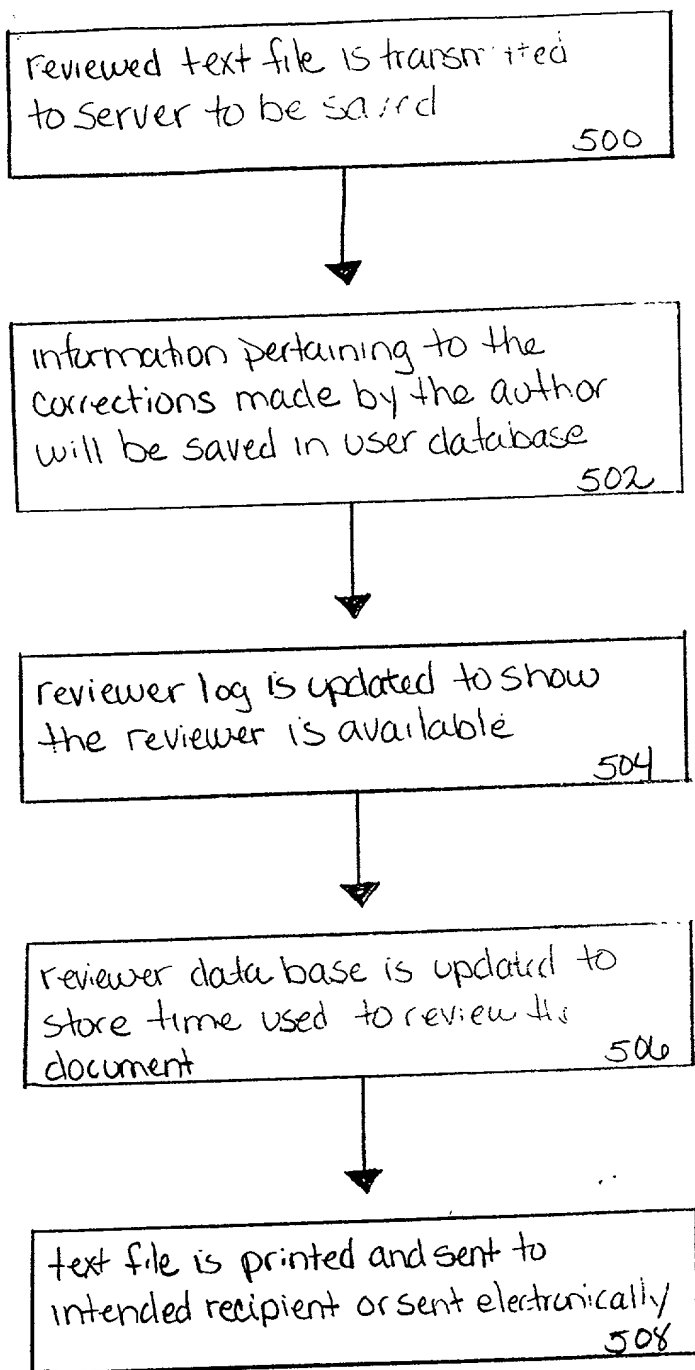 reviewed text file is transmitted
to server to be saved
500
information pertaining to the
corrections made by the author
will be saved in user database
502
reviewer log is updated to show
the reviewer is available
504
reviewer data base is updated to
store time used to review the
document
506
text file is printed and sent to
intended recipient or sent electronically
508